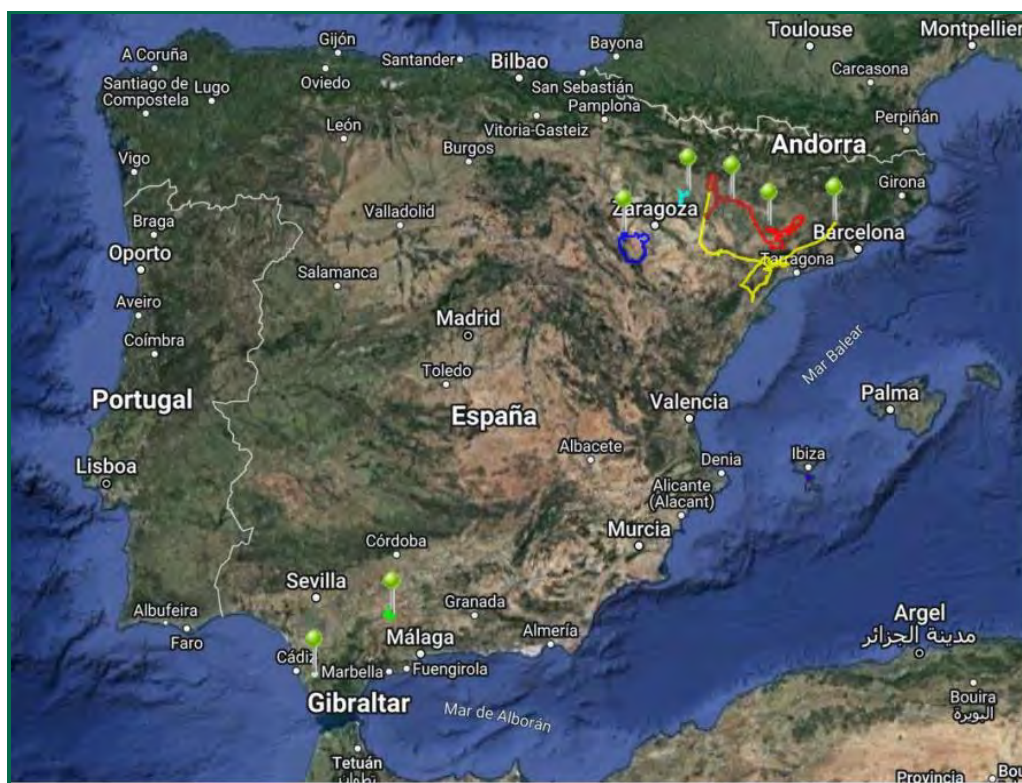 Toulouse
Montpellier
Gijón
Bayona
A Coruña
Santander
Bilbao
Carcasona
Santiago de
Compostela
Lugo
Oviedo
San Sebastián
Pamplona
Perpiñán
León
Vitoria-Gasteiz
Andorra
Vigo
Burgos
Girona
Braga
Valladolid
Zaragoza
Barcelona
Oporto
Tarragona
Salamanca
Aveiro
Madrid
Coímbra
Mar Balear
Toledo
Palma
Portugal
España
Valencia
Albacete
Ibiza
Lisboa
Denia
Alicante
(Alacant)
Murcia
Córdoba
Sevilla
Albufeira
Granada
Argel
مدينة الجزائر
Faro
Málaga
Almería
Cádiz
Marbella
Fuengirola
Gibraltar
Bouira
البويرة
Mar de Alborán
Tetuán
تطوان
Provincia